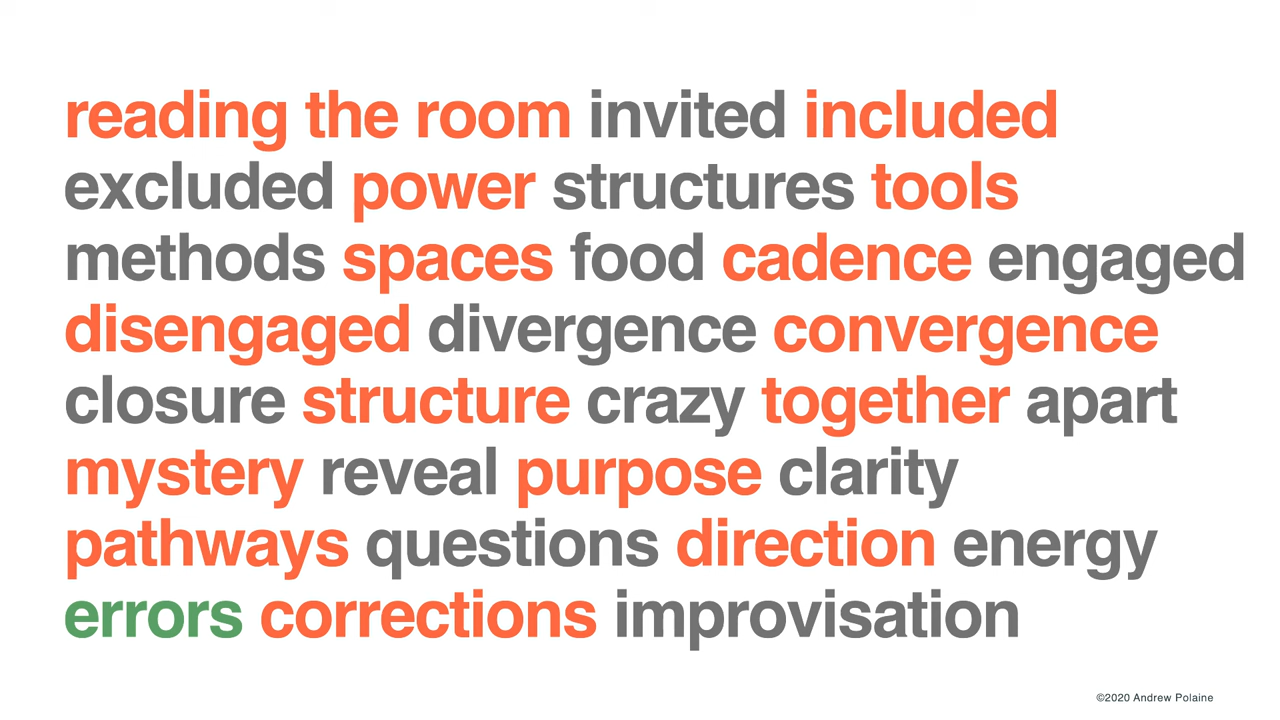 reading the room invited included
excluded power structures tools
methods spaces food cadence engaged
disengaged divergence convergence
closure structure crazy together apart
mystery reveal purpose clarity
pathways questions direction energy
errors corrections improvisation
©2020 Andrew Polaine